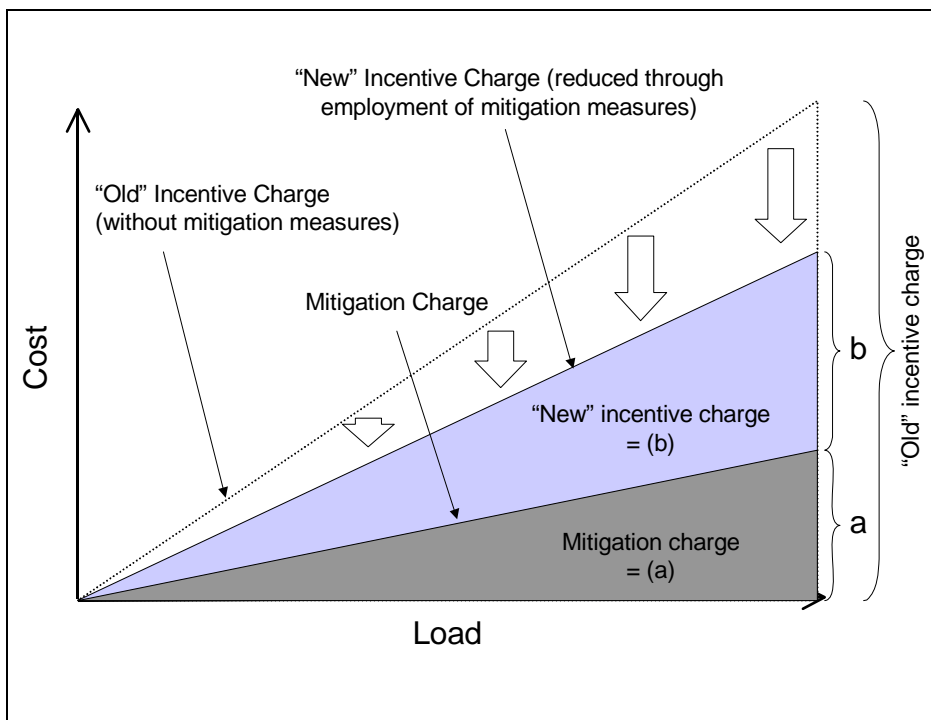 “New” Incentive Charge (reduced through
employment of mitigation measures)
“Old” Incentive Charge
(without mitigation measures)
Mitigation Charge
Cost
“New” incentive charge
= (b)
Mitigation charge
= (a)
b
a
“Old” incentive charge
Load